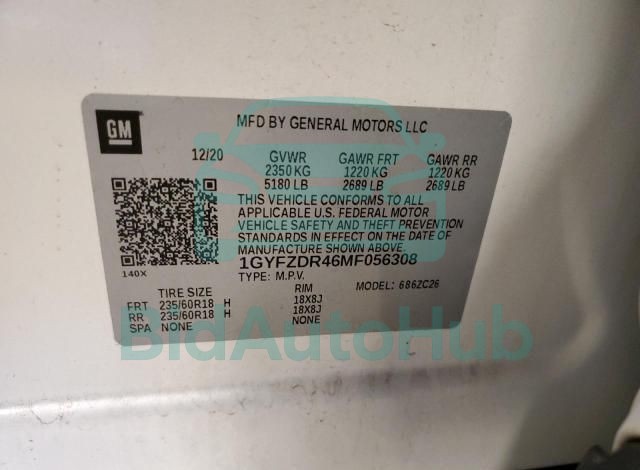 GM
MFD BY GENERAL MOTORS LLC
12/20 GVWR GAWR FRT GAWR RR
2350 KG 1220 KG 1220 KG
5180 LB 2689 LB 2689 LB
THIS VEHICLE CONFORMS TO ALL
APPLICABLE U.S. FEDERAL MOTOR
VEHICLE SAFETY AND THEFT PREVENTION
STANDARDS IN EFFECT ON THE DATE OF
MANUFACTURE SHOWN ABOVE.
1GYFZDR46MF056308
140X
TYPE: M.P.V. MODEL: 686ZC26
TIRE SIZE RIM
FRT 235/60R18 H 18X8J
RR 235/60R18 H 18X8J
SPA NONE NONE
BidAutoHub